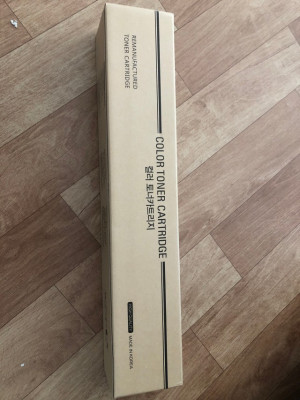 REMANUFACTURED
TONER CARTRIDGE
COLOR TONER CARTRIDGE
컬러 토너카트리지
MADE IN KOREA